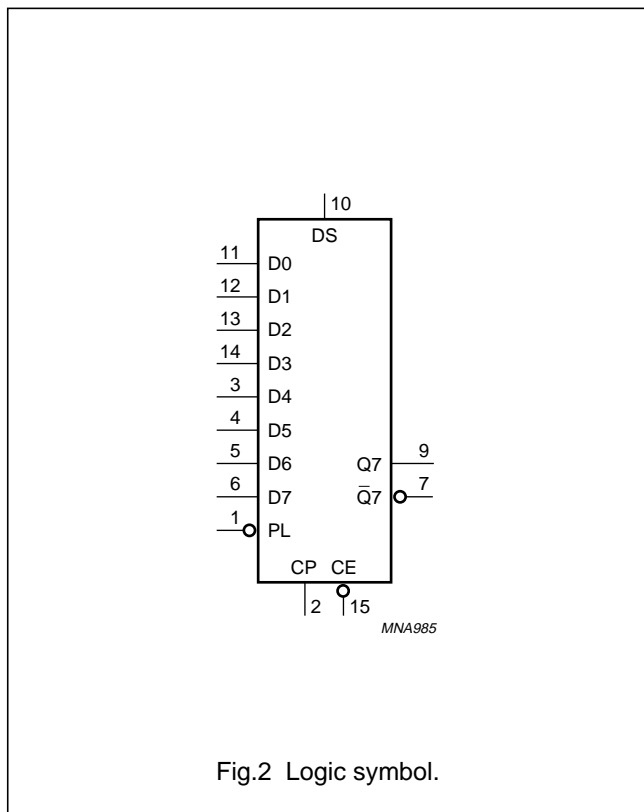 10
DS
11 D0
12 D1
13 D2
14 D3
3 D4
4 D5
5 D6 Q7 9
6 D7 Q̅7 7
1 PL
CP CE
2 15
MNA985
Fig.2 Logic symbol.